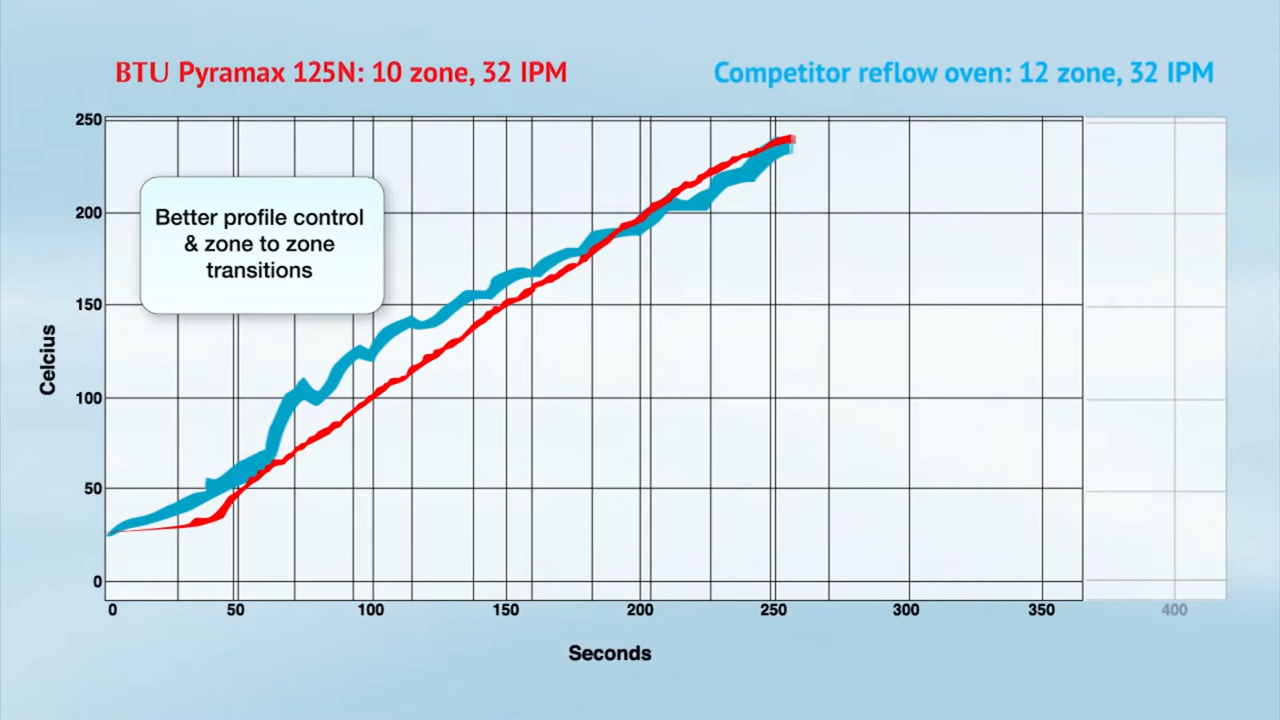 BTU Pyramax 125N: 10 zone, 32 IPM
Competitor reflow oven: 12 zone, 32 IPM
250
200
150
100
50
0
Better profile control
& zone to zone
transitions
Celcius
0 50 100 150 200 250 300 350 400
Seconds